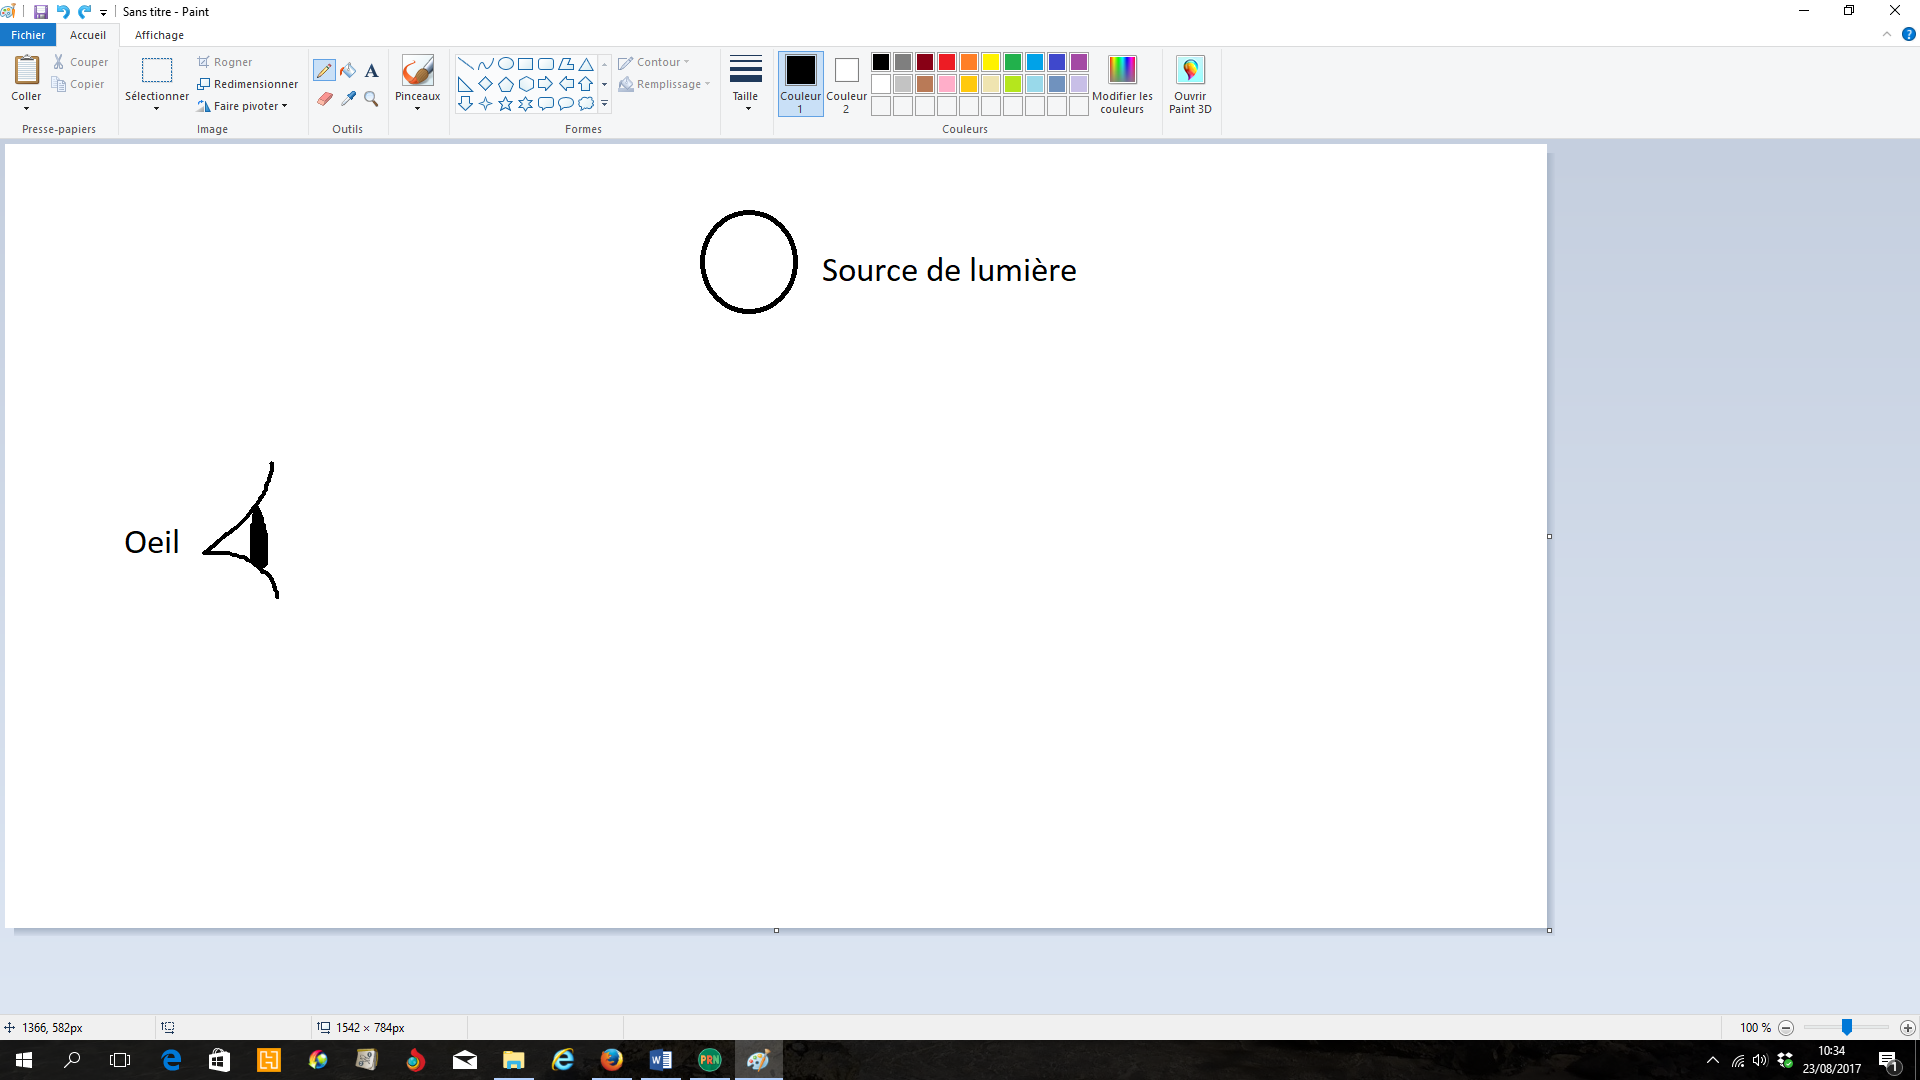 Sans titre - Paint
Fichier Accueil Affichage
Coller
Couper
Copier
Presse-papiers
Sélectionner
Rogner
Redimensionner
Faire pivoter
Image
A
Outils
Pinceaux
Contour
Remplissage
Formes
Taille
Couleur
1
Couleur
2
Modifier les
couleurs
Couleurs
Ouvrir
Paint 3D
Source de lumière
Oeil
1366, 582px
1542 × 784px
100 %
PRN
10:34
23/08/2017
1